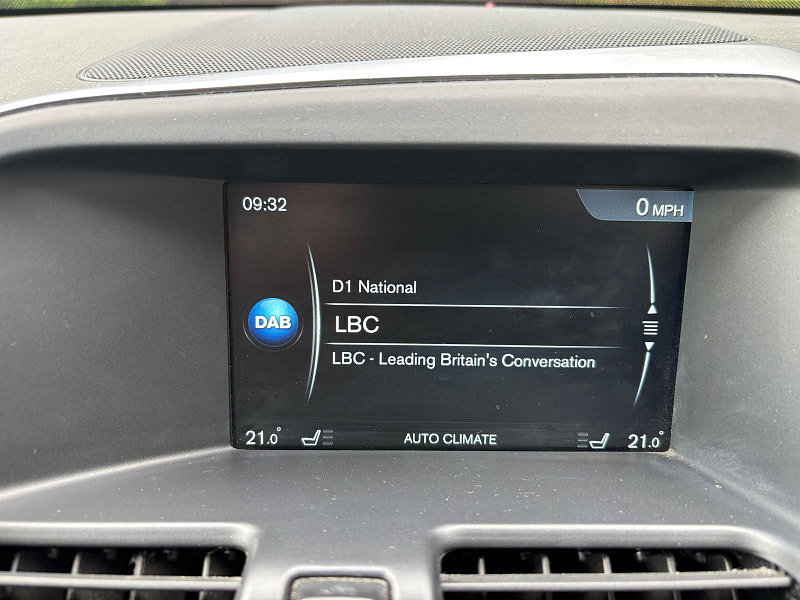 09:32
0 MPH
D1 National
DAB
LBC
LBC - Leading Britain's Conversation
21.0°
AUTO CLIMATE
21.0°